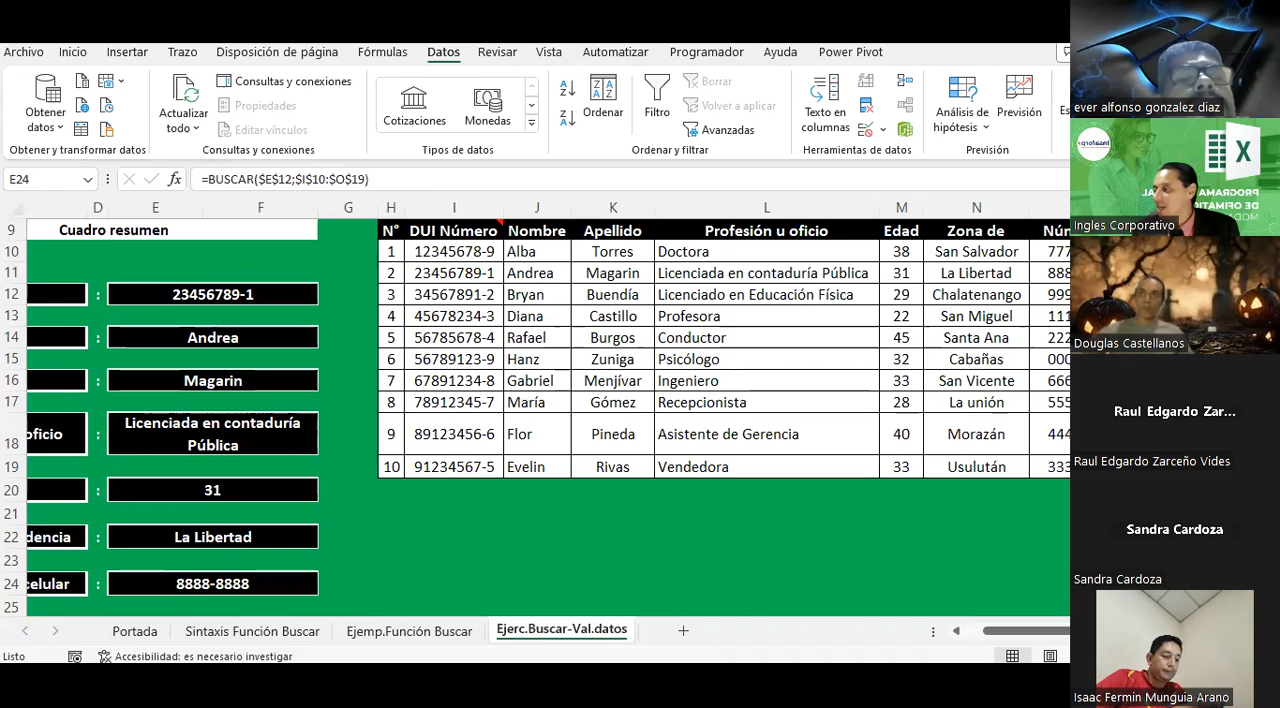 Archivo Inicio Insertar Trazo Disposición de página Fórmulas Datos Revisar Vista Automatizar Programador Ayuda Power Pivot
Obtener datos
Actualizar todo
Consultas y conexiones
Propiedades
Editar vínculos
Cotizaciones
Monedas
Ordenar
Filtro
Borrar
Volver a aplicar
Avanzadas
Texto en columnas
Análisis de hipótesis
Previsión
Obtener y transformar datos
Consultas y conexiones
Tipos de datos
Ordenar y filtrar
Herramientas de datos
Previsión
E24 fx =BUSCAR($E$12;$I$10:$O$19)
D E F G H I J K L M N
9 Cuadro resumen N° DUI Número Nombre Apellido Profesión u oficio Edad Zona de Núm
10 1 12345678-9 Alba Torres Doctora 38 San Salvador 777
11 2 23456789-1 Andrea Magarin Licenciada en contaduría Pública 31 La Libertad 888
12 : 23456789-1 3 34567891-2 Bryan Buendía Licenciado en Educación Física 29 Chalatenango 999
13 4 45678234-3 Diana Castillo Profesora 22 San Miguel 111
14 : Andrea 5 56785678-4 Rafael Burgos Conductor 45 Santa Ana 222
15 6 56789123-9 Hanz Zuniga Psicólogo 32 Cabañas 000
16 : Magarin 7 67891234-8 Gabriel Menjívar Ingeniero 33 San Vicente 666
17 8 78912345-7 María Gómez Recepcionista 28 La unión 555
18 oficio : Licenciada en contaduría Pública 9 89123456-6 Flor Pineda Asistente de Gerencia 40 Morazán 444
19 10 91234567-5 Evelin Rivas Vendedora 33 Usulután 333
20 : 31
21
22 dencia : La Libertad
23
24 celular : 8888-8888
25
Portada Sintaxis Función Buscar Ejemp.Función Buscar Ejerc.Buscar-Val.datos
Listo Accesibilidad: es necesario investigar
ever alfonso gonzalez diaz
PROGRAMA
DE OFIMATI
Ingles Corporativo
Douglas Castellanos
Raul Edgardo Zar...
Raul Edgardo Zarceño Vides
Sandra Cardoza
Sandra Cardoza
Isaac Fermin Munguia Arano